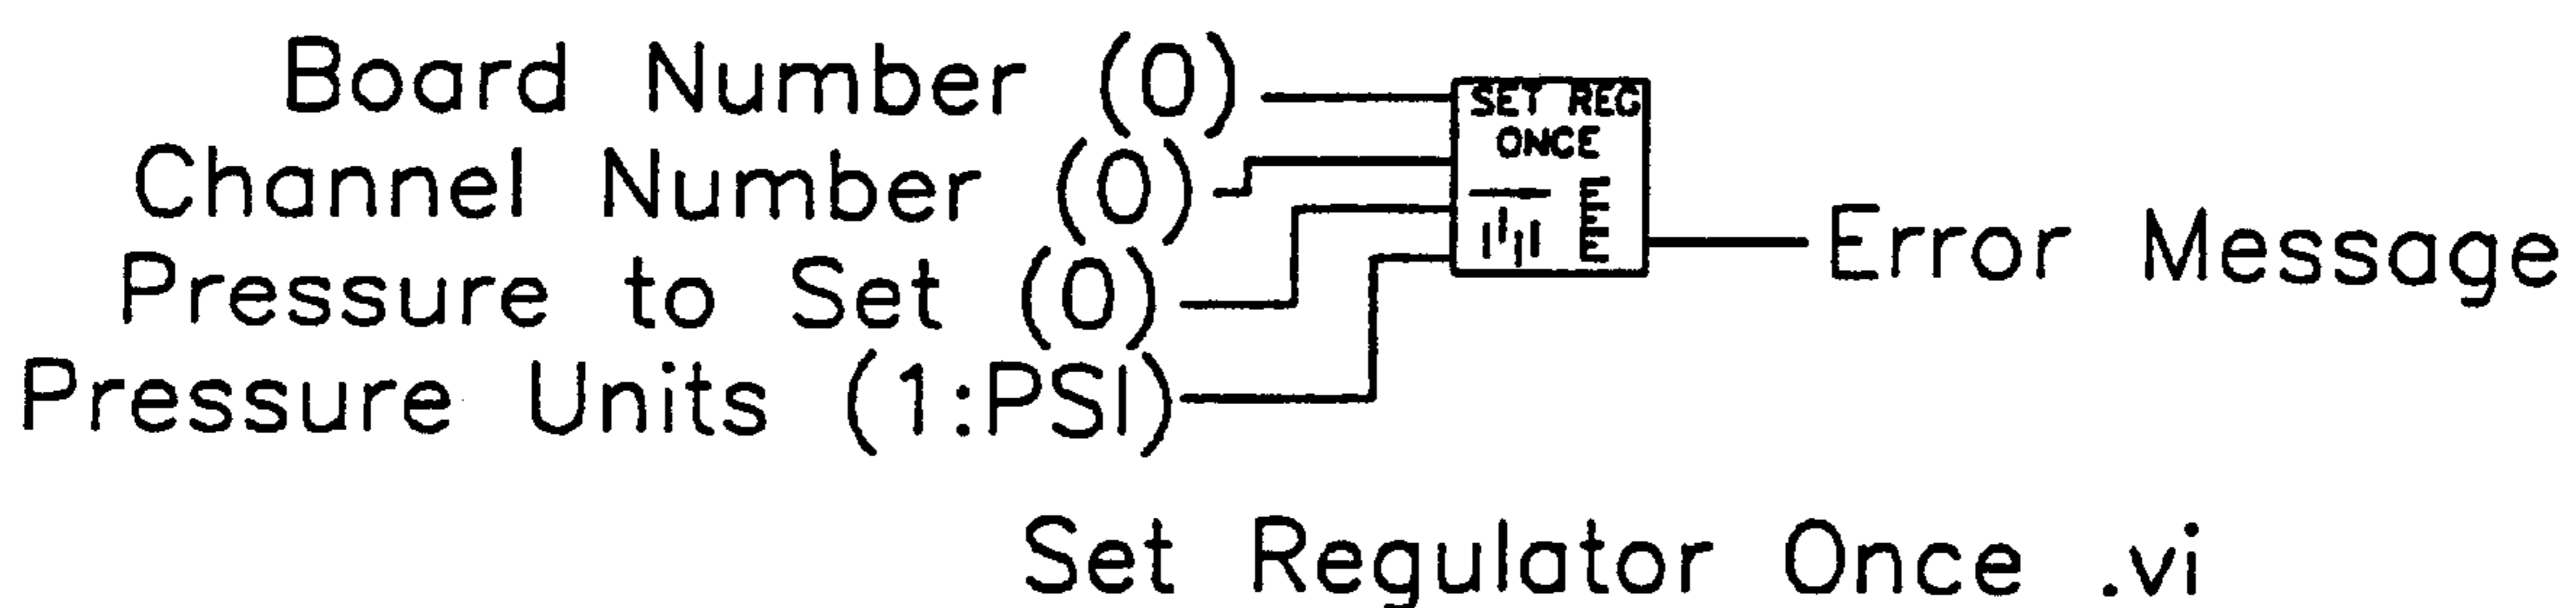 Board Number (0)
Channel Number (0)
Pressure to Set (0)
Pressure Units (1:PSI)
SET REG
ONCE
Error Message
Set Regulator Once .vi